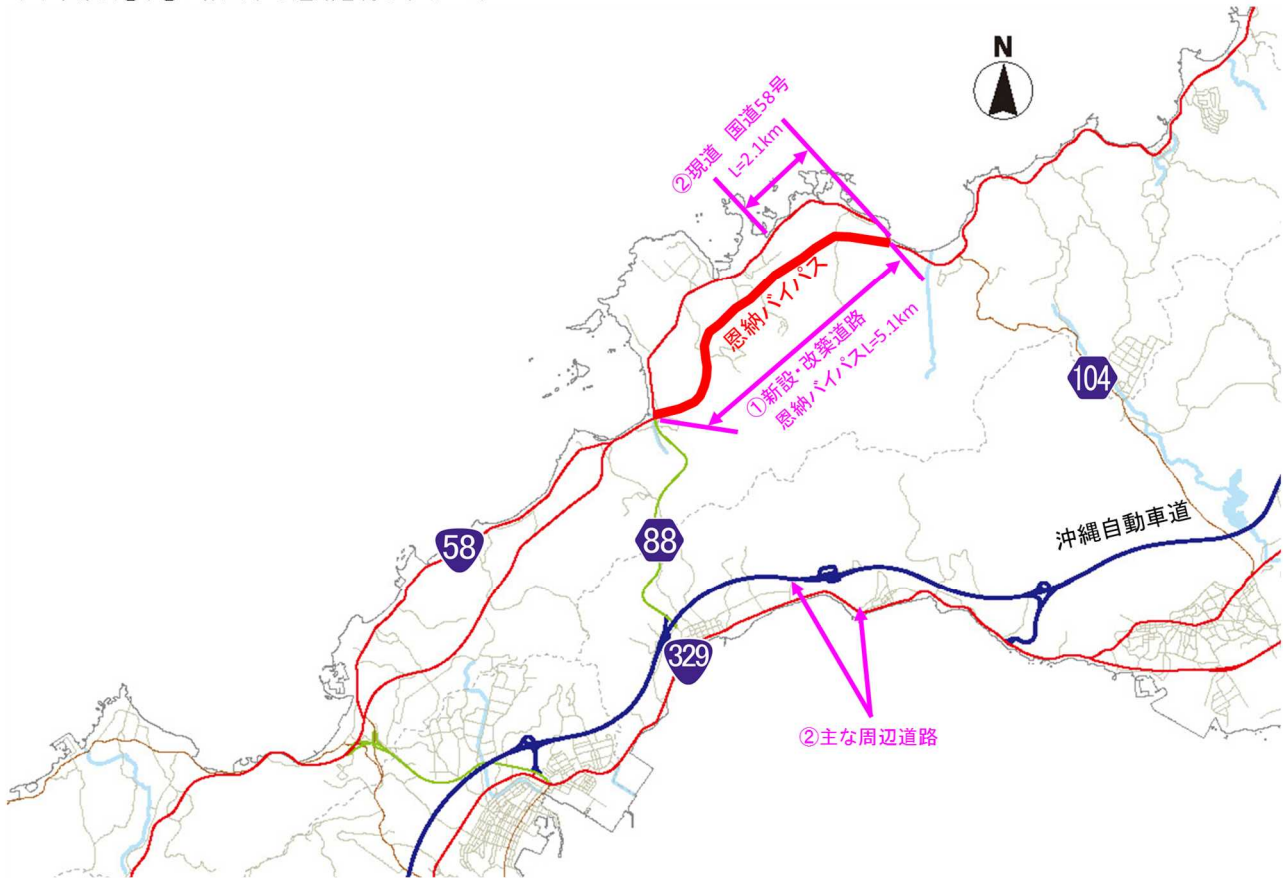 N
②現道 国道58号
L=2.1km
恩納バイパス
①新設・改築道路
恩納バイパスL=5.1km
104
沖縄自動車道
58
88
329
②主な周辺道路